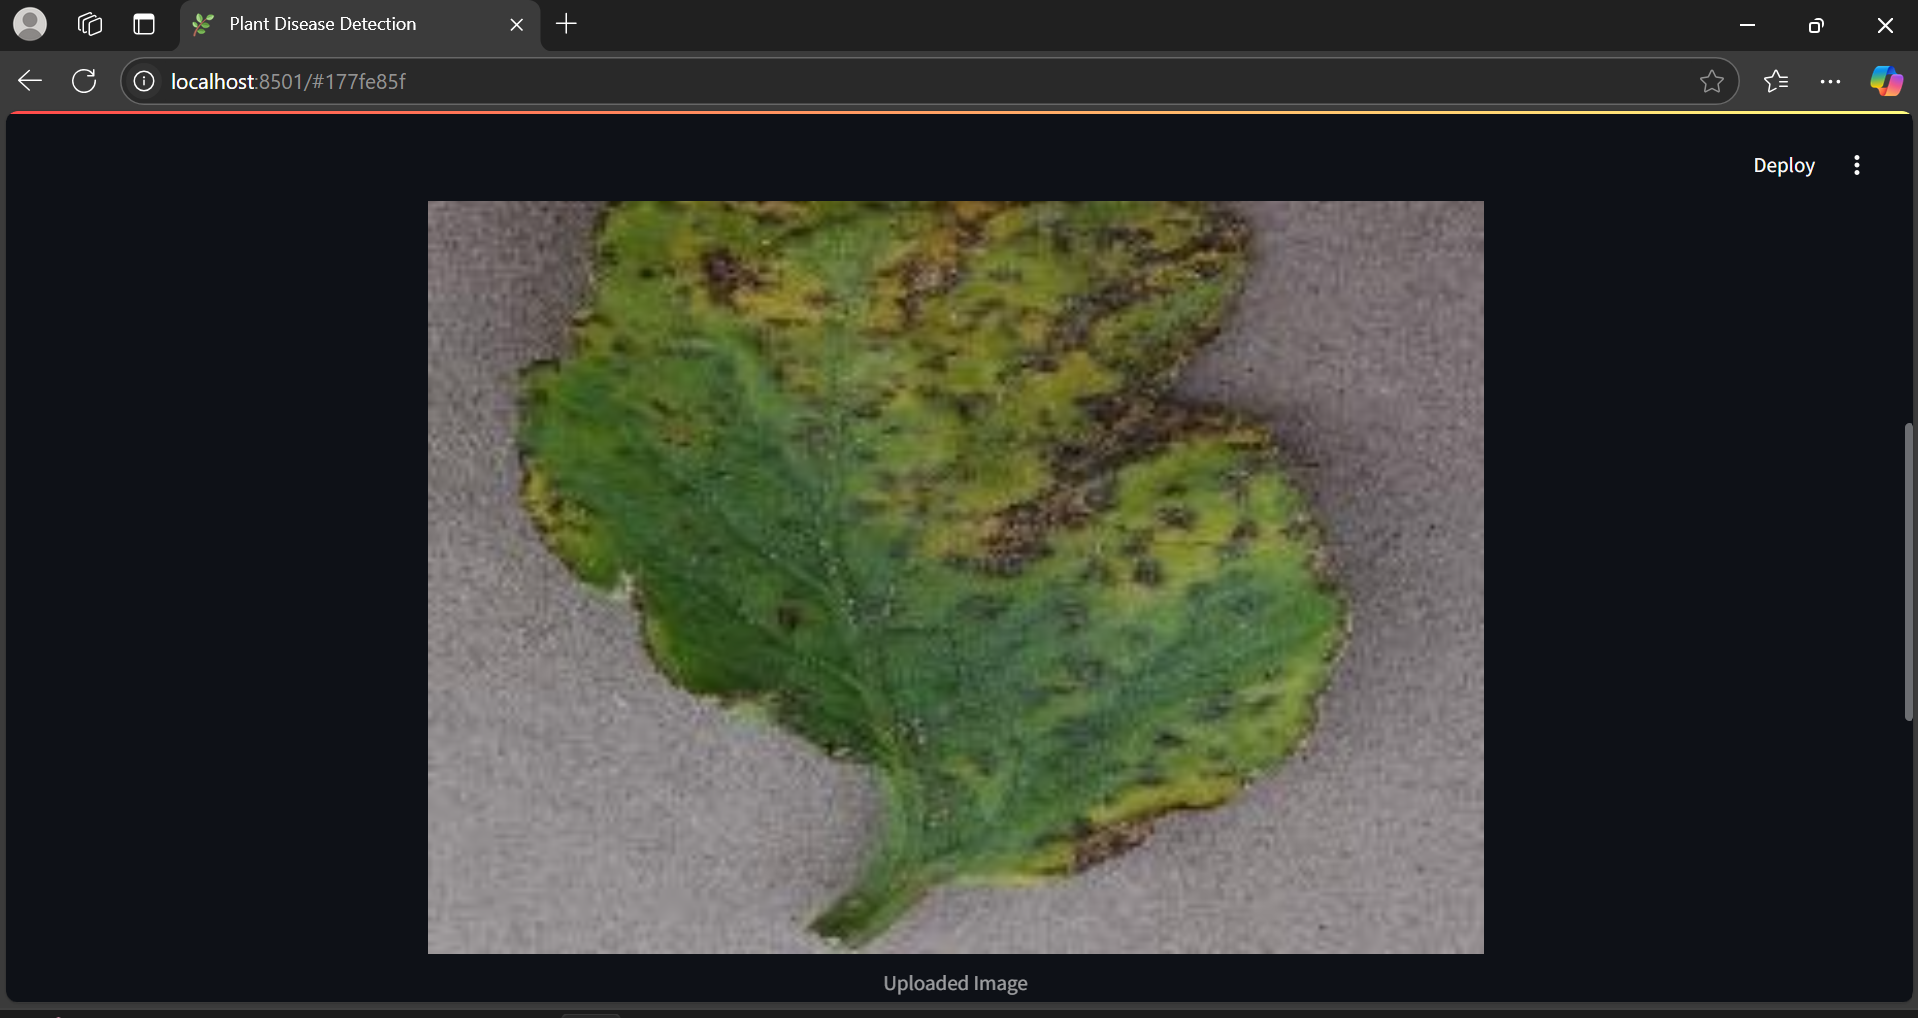 Plant Disease Detection
localhost:8501/#177fe85f
Deploy
Uploaded Image